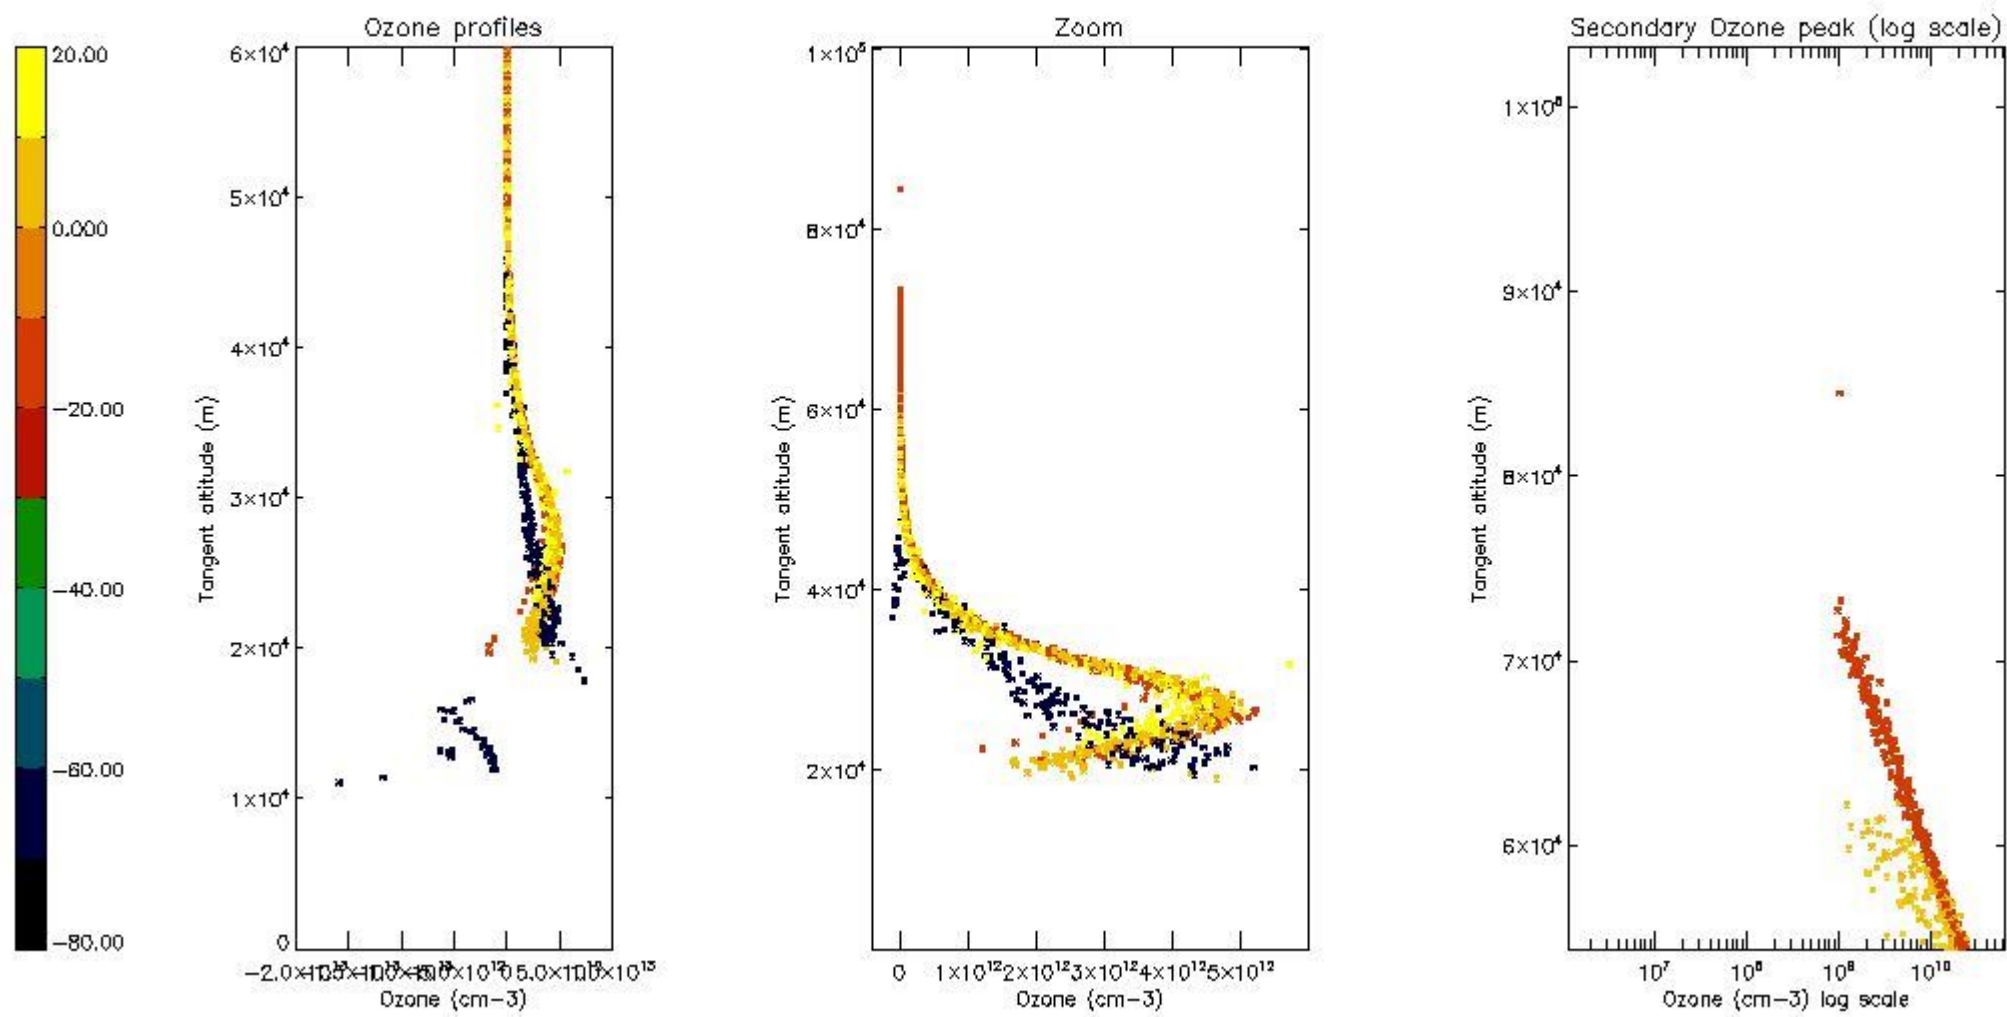 Ozone profiles
Zoom
Secondary Ozone peak (log scale)
20.00
0.000
−20.00
−40.00
−60.00
−80.00
6×10⁴
5×10⁴
4×10⁴
3×10⁴
2×10⁴
1×10⁴
0
Tangent altitude (m)
Ozone (cm−3)
1×10⁵
8×10⁴
6×10⁴
4×10⁴
2×10⁴
Tangent altitude (m)
0 1×10¹² 2×10¹² 3×10¹² 4×10¹² 5×10¹²
Ozone (cm−3)
9×10⁴
8×10⁴
7×10⁴
6×10⁴
Tangent altitude (m)
10⁷ 10⁸ 10⁹ 10¹⁰
Ozone (cm−3) log scale